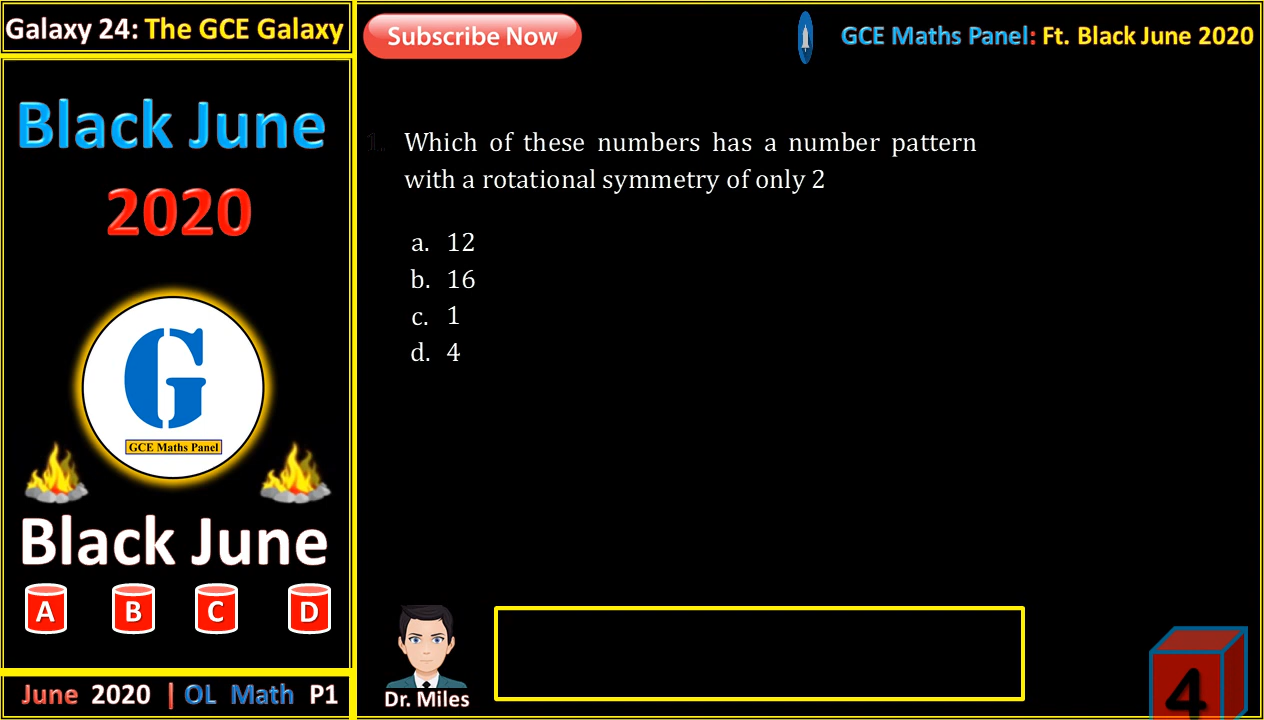 Galaxy 24: The GCE Galaxy
Subscribe Now
GCE Maths Panel: Ft. Black June 2020
Black June
2020
G
GCE Maths Panel
Black June
A B C D
June 2020 | OL Math P1
1. Which of these numbers has a number pattern
with a rotational symmetry of only 2
a. 12
b. 16
c. 1
d. 4
Dr. Miles
4